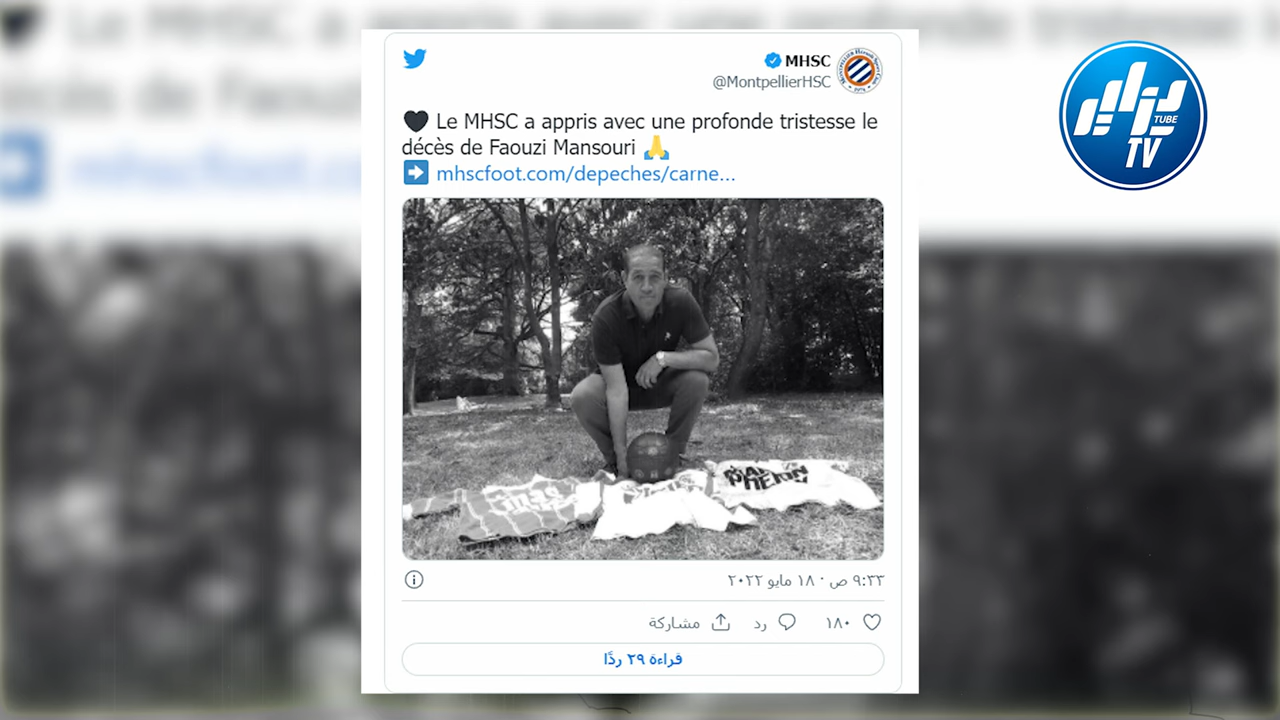 MHSC
@MontpellierHSC
🖤 Le MHSC a appris avec une profonde tristesse le
décès de Faouzi Mansouri 🙏
➡ mhscfoot.com/depeches/carne...
٩:٣٣ ص · ١٨ مايو ٢٠٢٢
١٨٠ رد مشاركة
قراءة ٢٩ ردًا
TUBE
TV